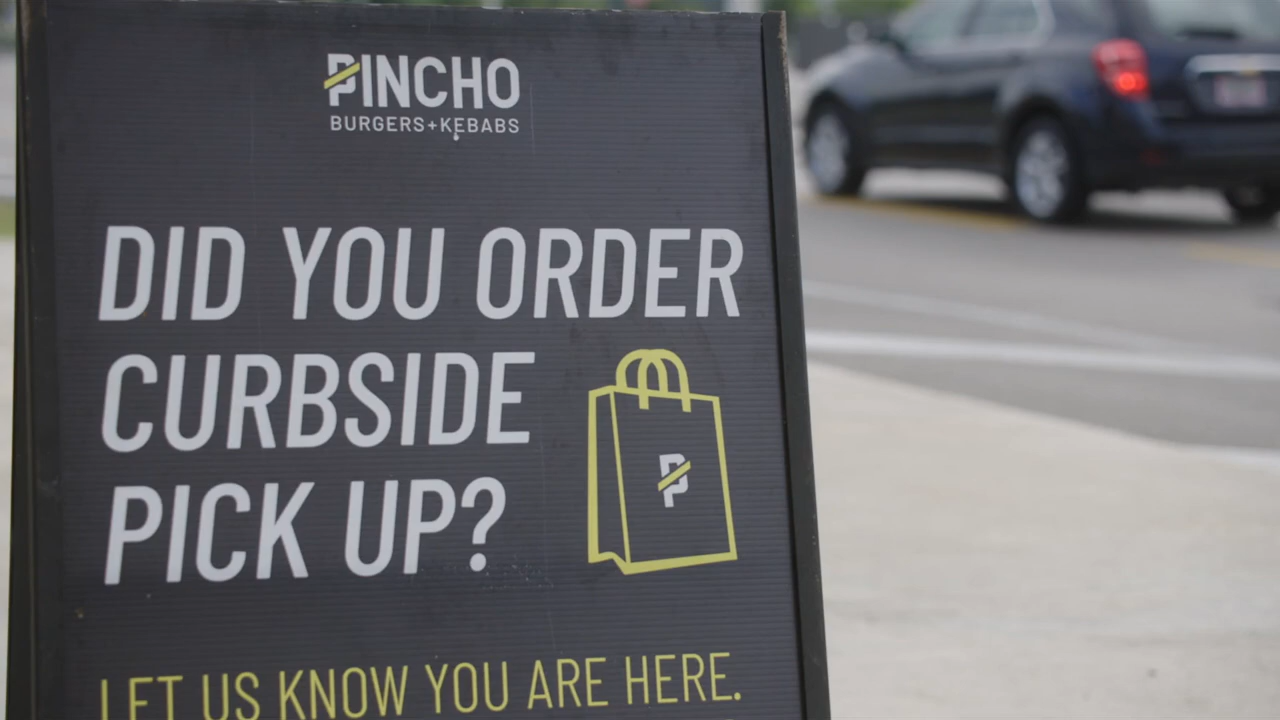 PINCHO
BURGERS+KEBABS
DID YOU ORDER
CURBSIDE
PICK UP?
P
LET US KNOW YOU ARE HERE.